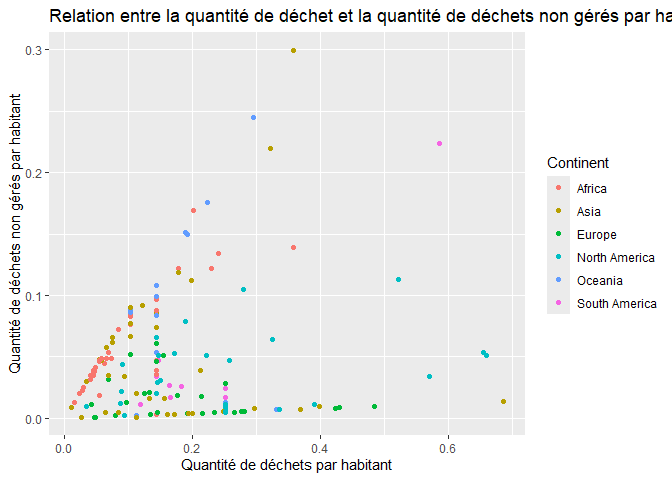 Relation entre la quantité de déchet et la quantité de déchets non gérés par ha
Quantité de déchets non gérés par habitant
0.3
0.2
0.1
0.0
0.0
0.2
0.4
0.6
Quantité de déchets par habitant
Continent
Africa
Asia
Europe
North America
Oceania
South America